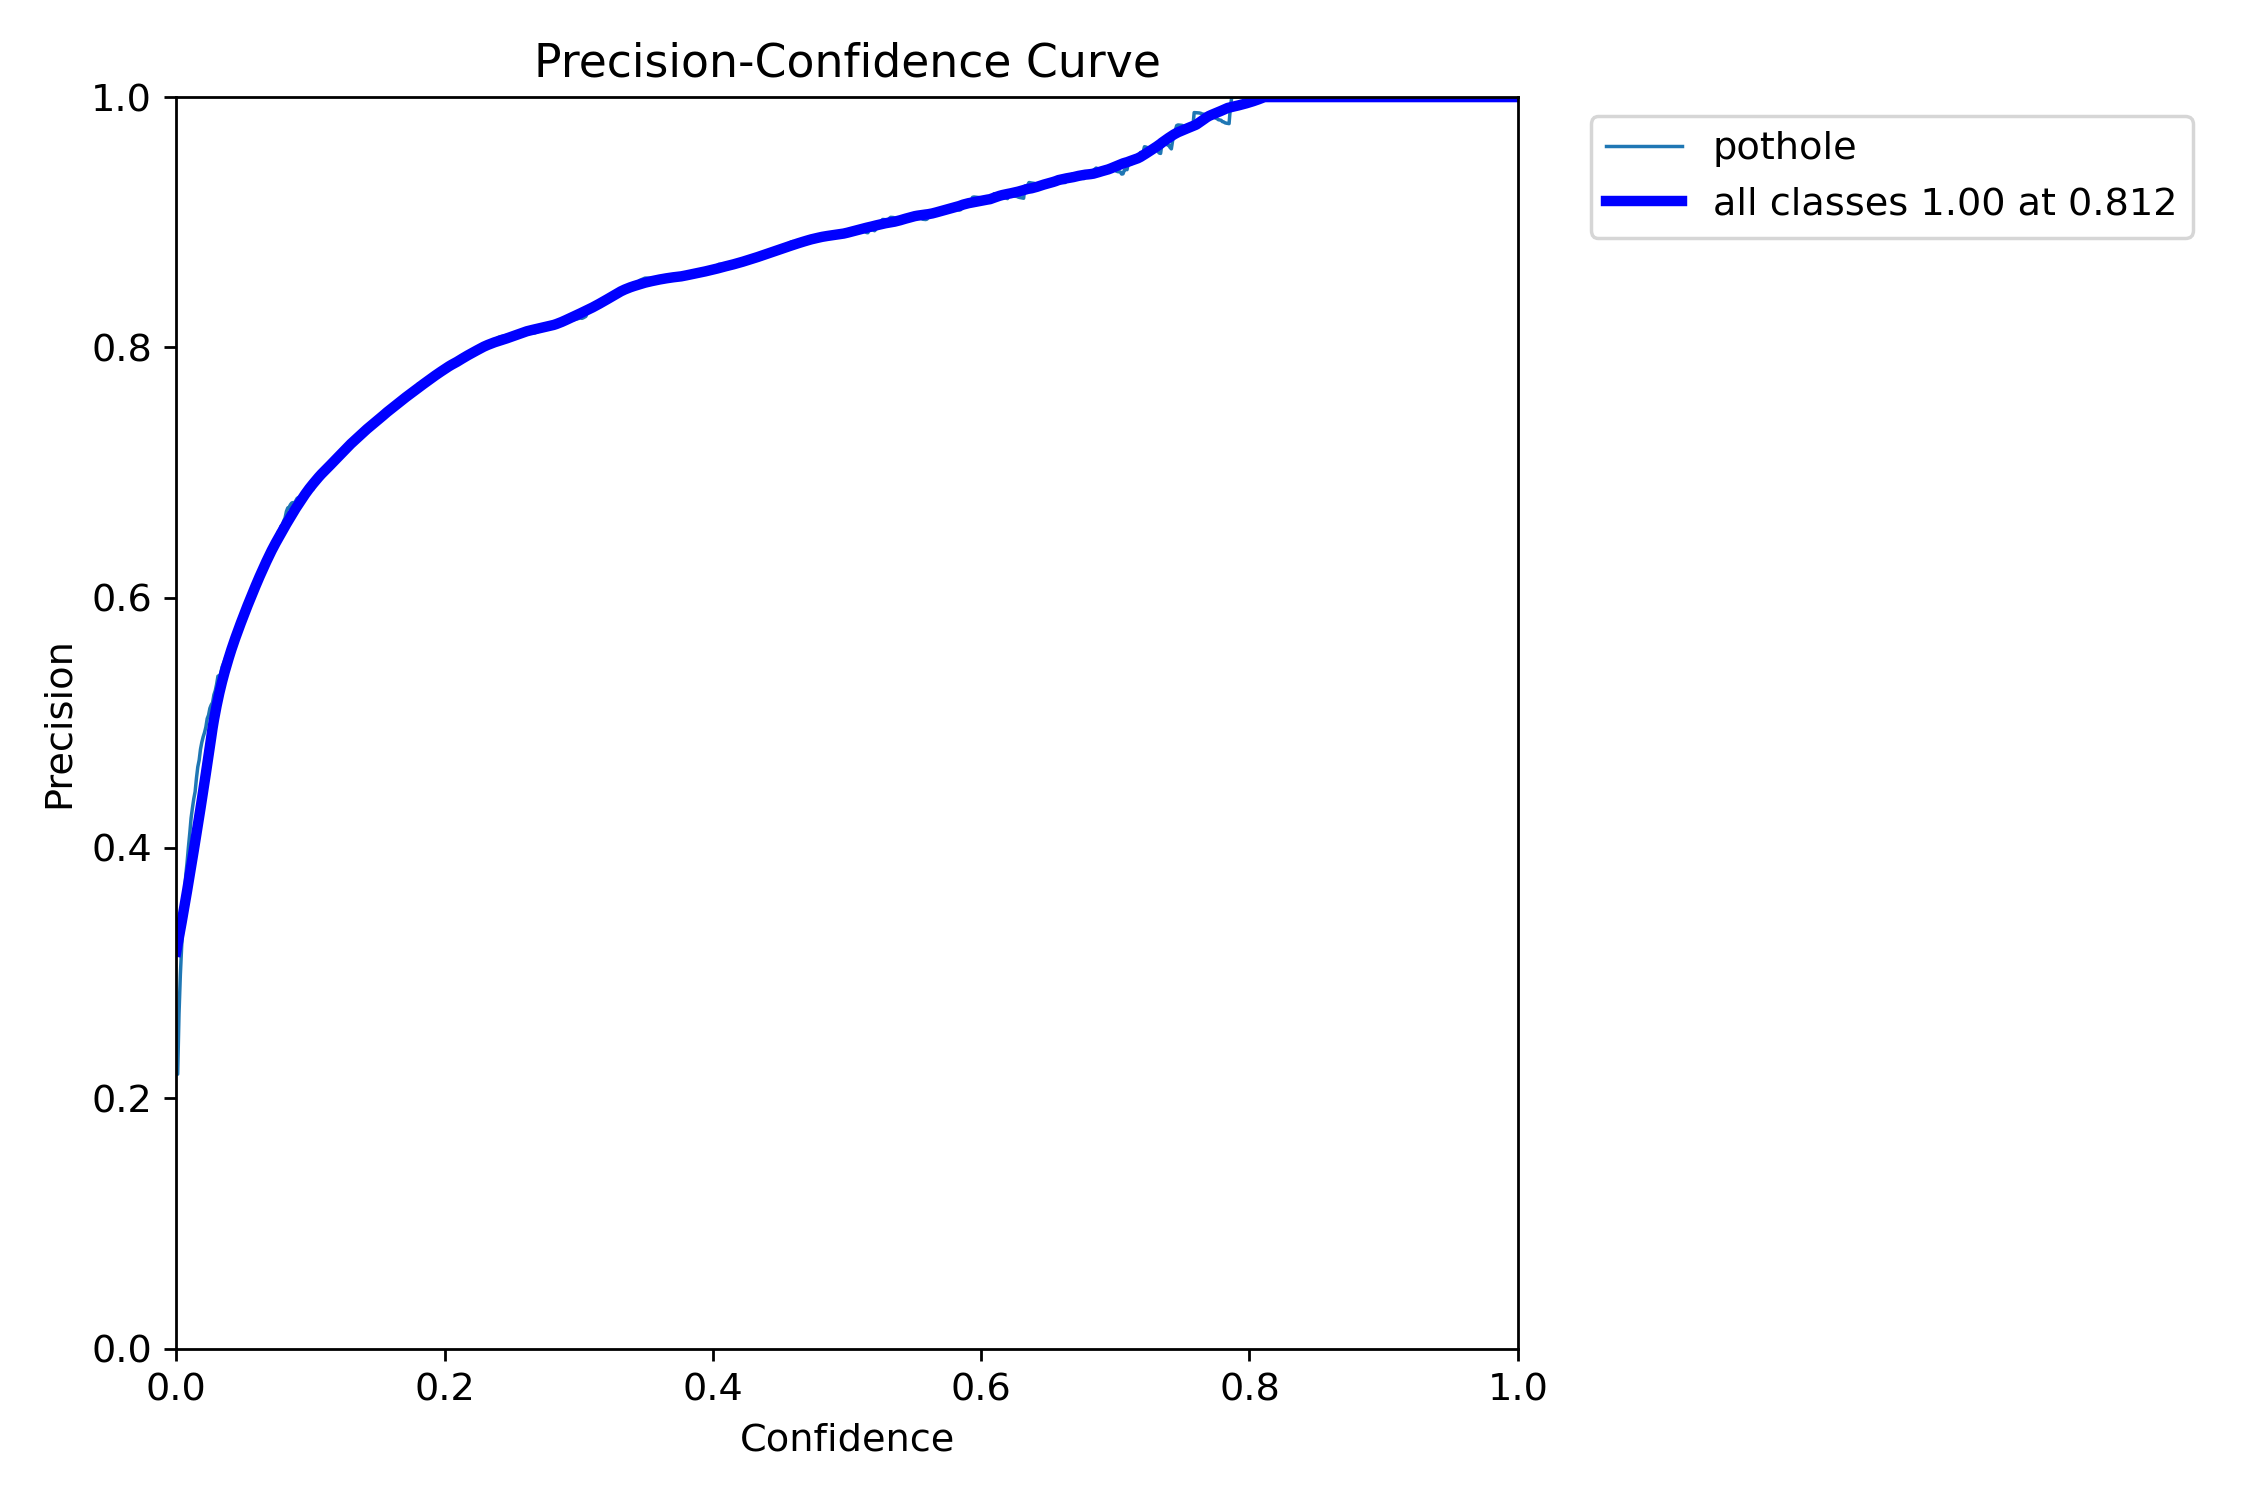 Precision-Confidence Curve
1.0
0.8
0.6
0.4
0.2
0.0
Precision
0.0 0.2 0.4 0.6 0.8 1.0
Confidence
pothole
all classes 1.00 at 0.812